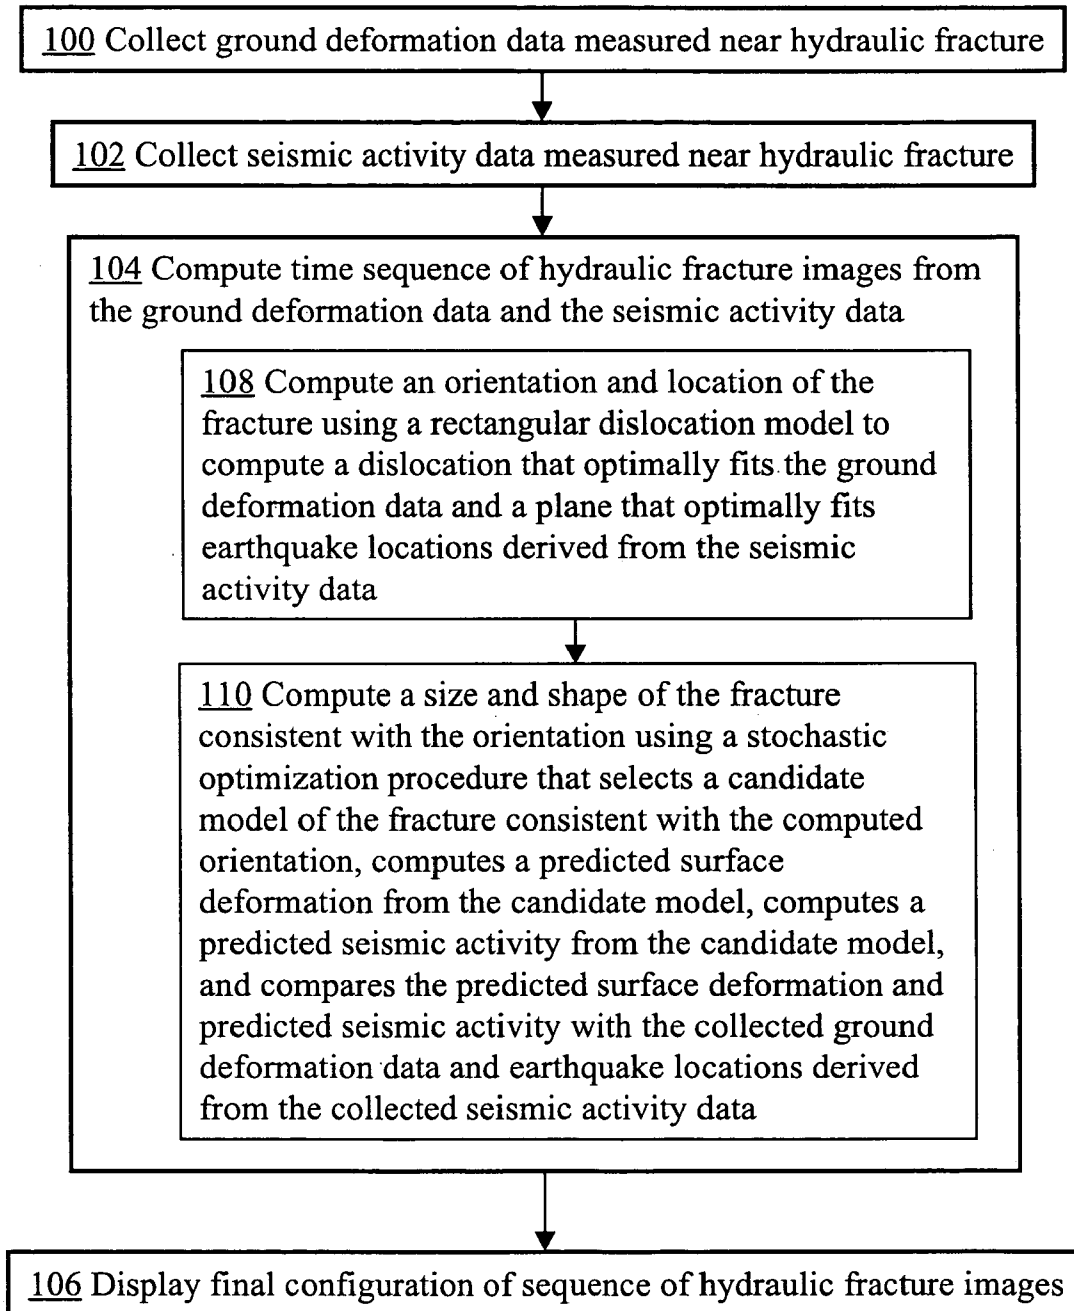 100 Collect ground deformation data measured near hydraulic fracture
102 Collect seismic activity data measured near hydraulic fracture
104 Compute time sequence of hydraulic fracture images from
the ground deformation data and the seismic activity data
108 Compute an orientation and location of the
fracture using a rectangular dislocation model to
compute a dislocation that optimally fits the ground
deformation data and a plane that optimally fits
earthquake locations derived from the seismic
activity data
110 Compute a size and shape of the fracture
consistent with the orientation using a stochastic
optimization procedure that selects a candidate
model of the fracture consistent with the computed
orientation, computes a predicted surface
deformation from the candidate model, computes a
predicted seismic activity from the candidate model,
and compares the predicted surface deformation and
predicted seismic activity with the collected ground
deformation data and earthquake locations derived
from the collected seismic activity data
106 Display final configuration of sequence of hydraulic fracture images